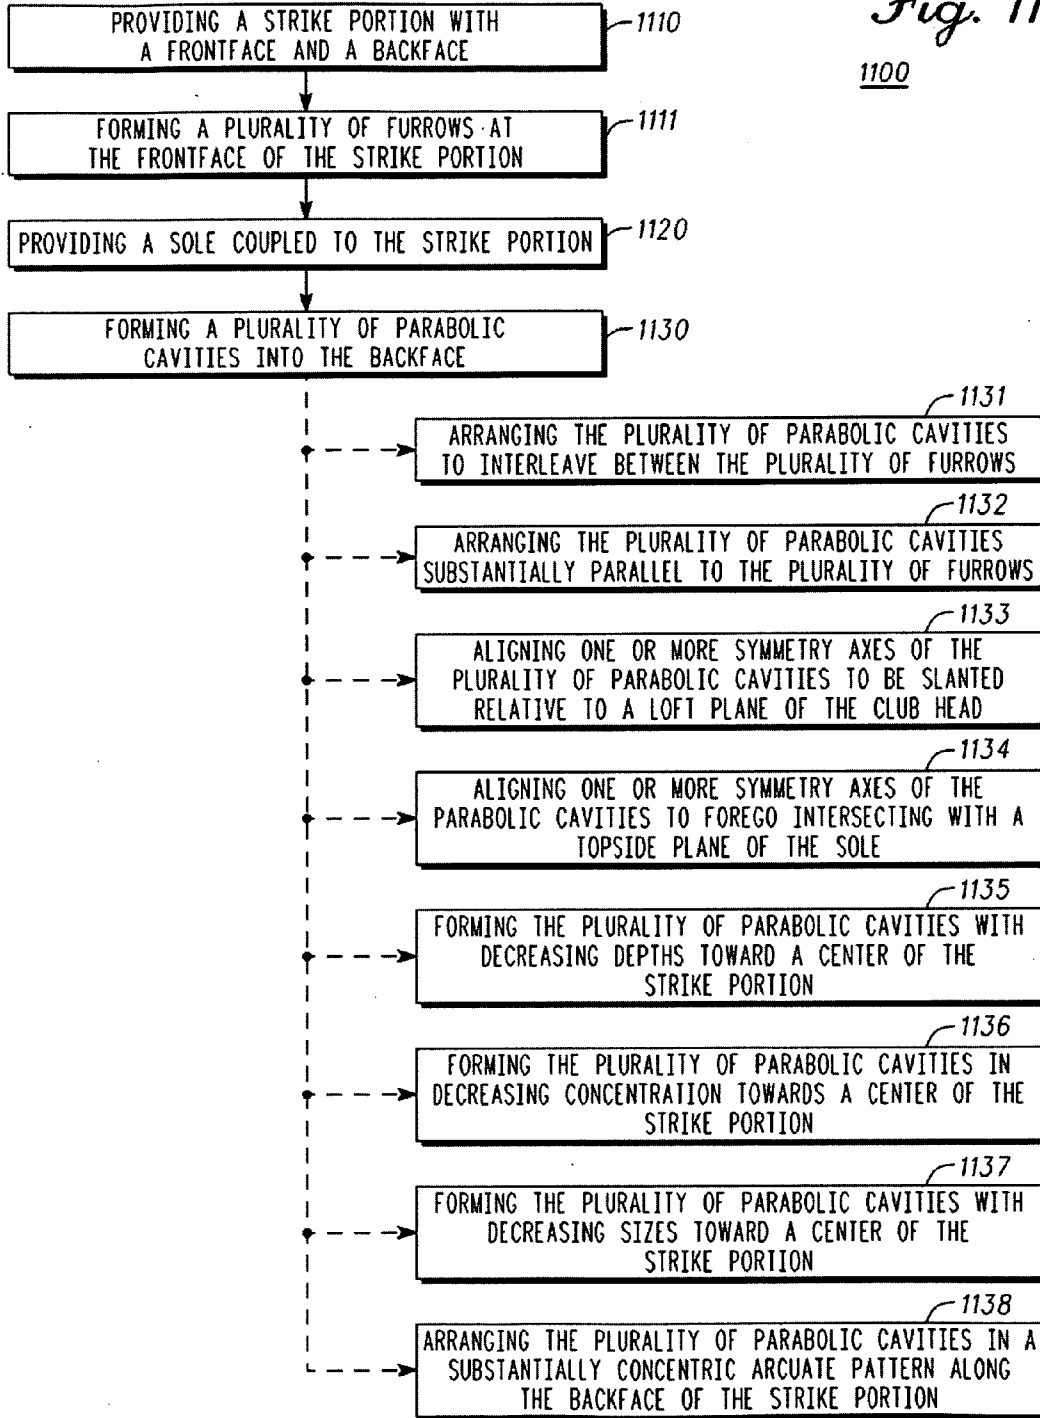 Fig. 11
1100
PROVIDING A STRIKE PORTION WITH
A FRONTFACE AND A BACKFACE
1110
FORMING A PLURALITY OF FURROWS AT
THE FRONTFACE OF THE STRIKE PORTION
1111
PROVIDING A SOLE COUPLED TO THE STRIKE PORTION
1120
FORMING A PLURALITY OF PARABOLIC
CAVITIES INTO THE BACKFACE
1130
1131
ARRANGING THE PLURALITY OF PARABOLIC CAVITIES
TO INTERLEAVE BETWEEN THE PLURALITY OF FURROWS
1132
ARRANGING THE PLURALITY OF PARABOLIC CAVITIES
SUBSTANTIALLY PARALLEL TO THE PLURALITY OF FURROWS
1133
ALIGNING ONE OR MORE SYMMETRY AXES OF THE
PLURALITY OF PARABOLIC CAVITIES TO BE SLANTED
RELATIVE TO A LOFT PLANE OF THE CLUB HEAD
1134
ALIGNING ONE OR MORE SYMMETRY AXES OF THE
PARABOLIC CAVITIES TO FOREGO INTERSECTING WITH A
TOPSIDE PLANE OF THE SOLE
1135
FORMING THE PLURALITY OF PARABOLIC CAVITIES WITH
DECREASING DEPTHS TOWARD A CENTER OF THE
STRIKE PORTION
1136
FORMING THE PLURALITY OF PARABOLIC CAVITIES IN
DECREASING CONCENTRATION TOWARDS A CENTER OF THE
STRIKE PORTION
1137
FORMING THE PLURALITY OF PARABOLIC CAVITIES WITH
DECREASING SIZES TOWARD A CENTER OF THE
STRIKE PORTION
1138
ARRANGING THE PLURALITY OF PARABOLIC CAVITIES IN A
SUBSTANTIALLY CONCENTRIC ARCUATE PATTERN ALONG
THE BACKFACE OF THE STRIKE PORTION